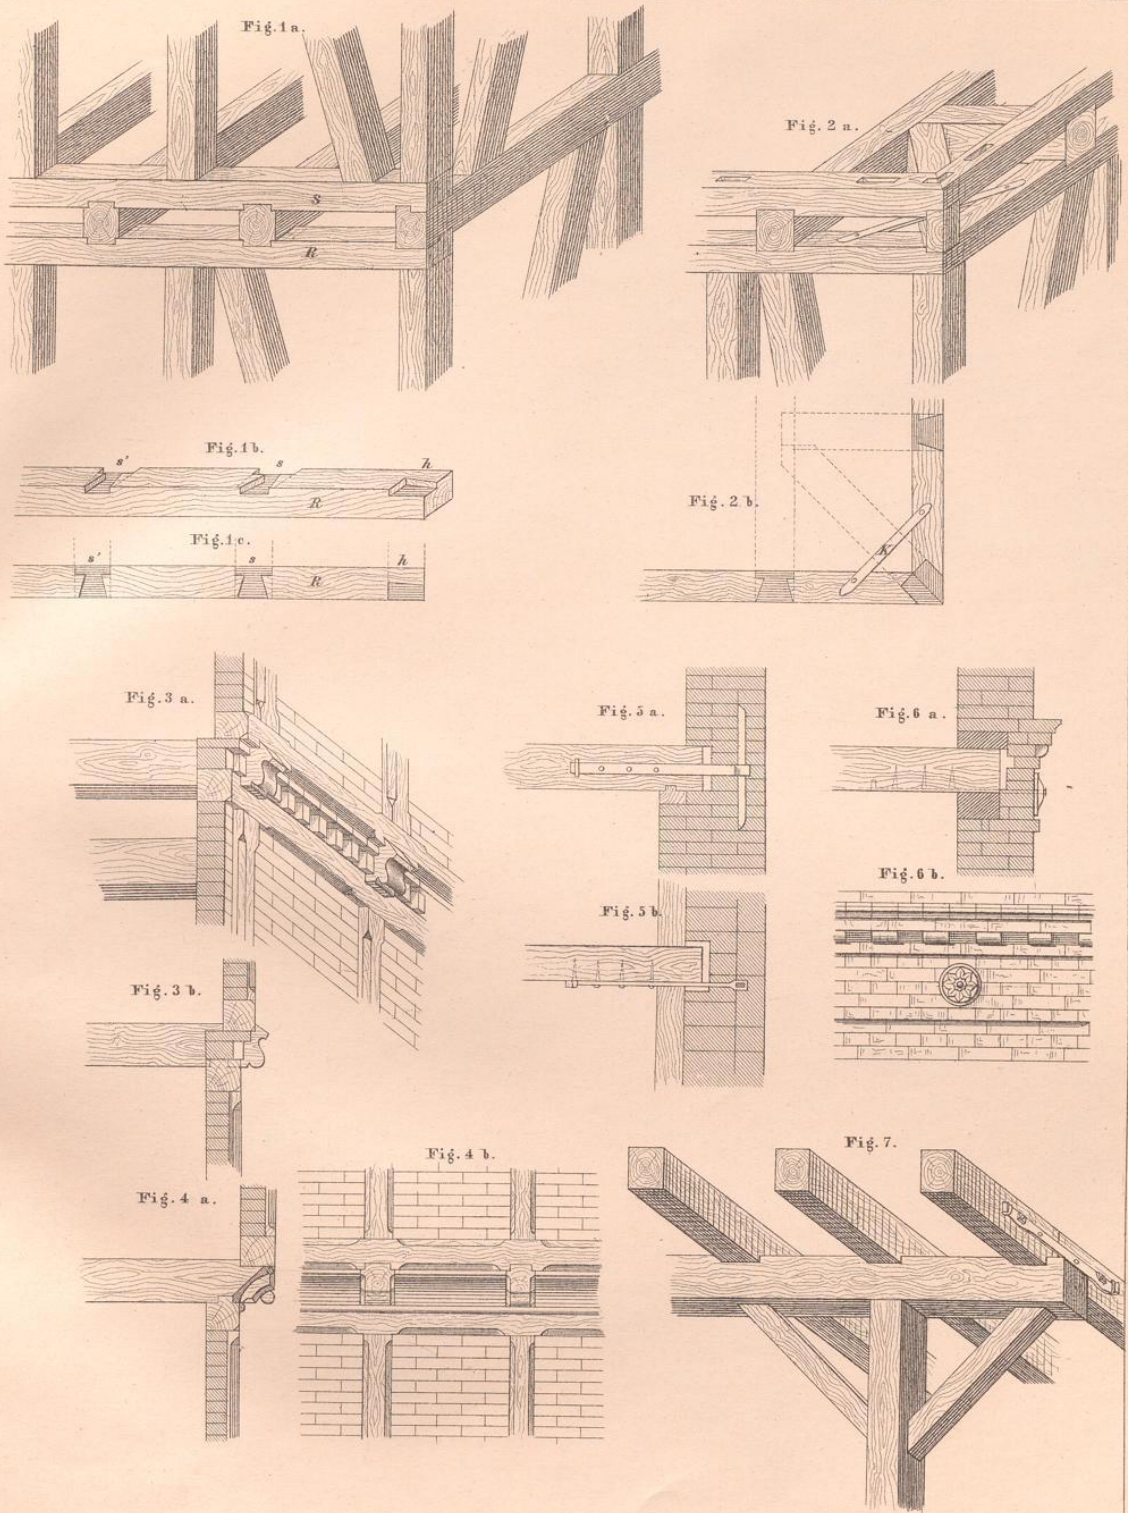 Fig. 1 a.
S
R
Fig. 2 a.
Fig. 1 b.
s' s h
R
Fig. 1 c.
s' s h
R
Fig. 2 b.
K
Fig. 3 a.
Fig. 5 a.
Fig. 6 a.
Fig. 6 b.
Fig. 5 b.
Fig. 3 b.
Fig. 7.
Fig. 4 b.
Fig. 4 a.